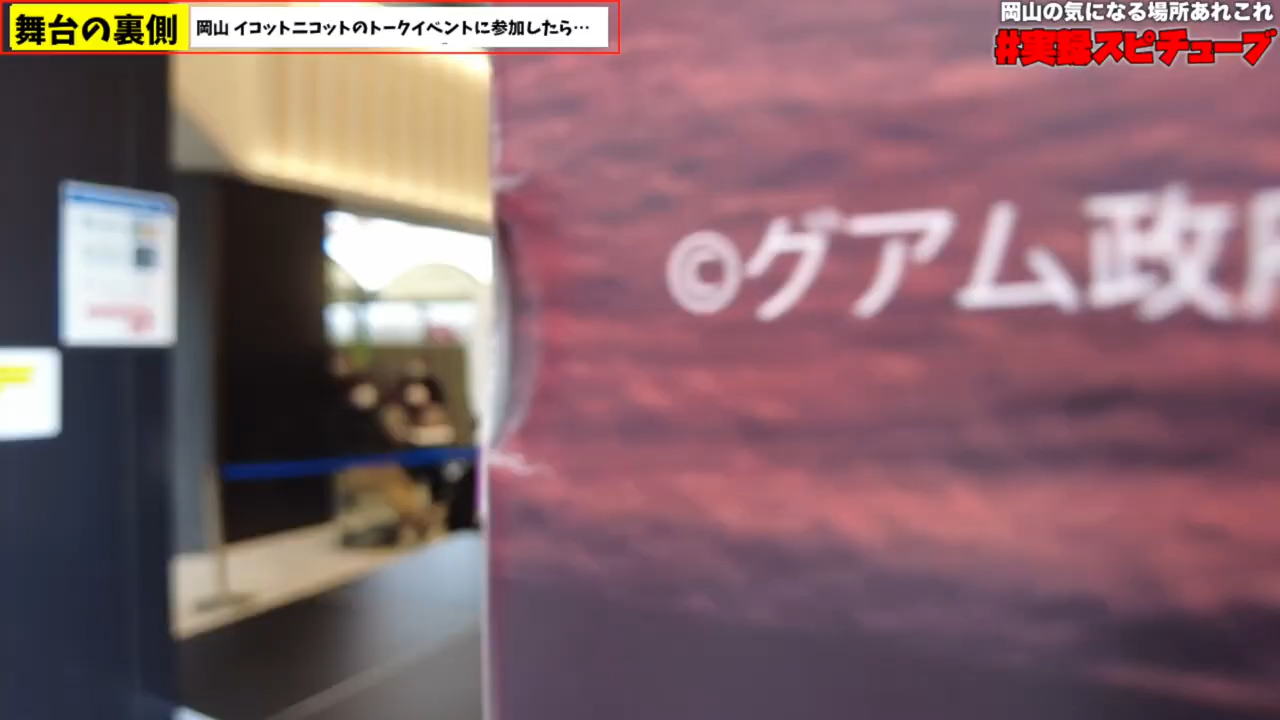 舞台の裏側
岡山 イコットニコットのトークイベントに参加したら…
岡山の気になる場所あれこれ
#実録スピチューブ
©グアム政府